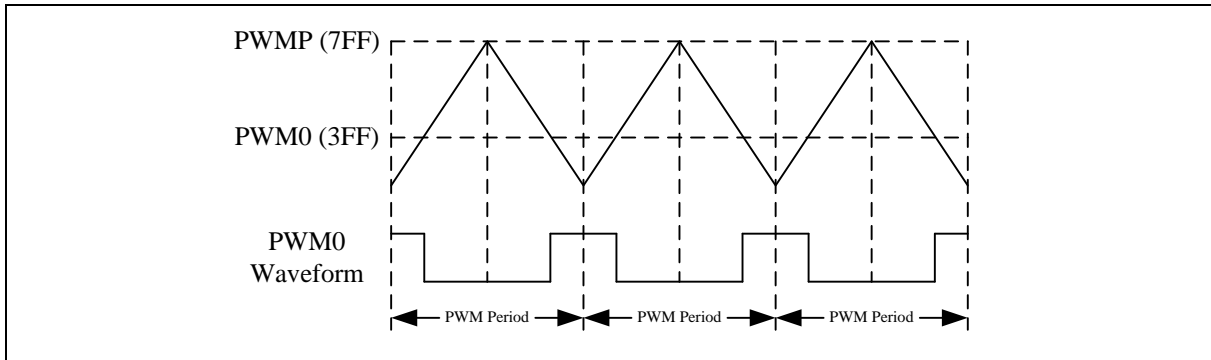 PWMP (7FF)
PWM0 (3FF)
PWM0
Waveform
PWM Period
PWM Period
PWM Period